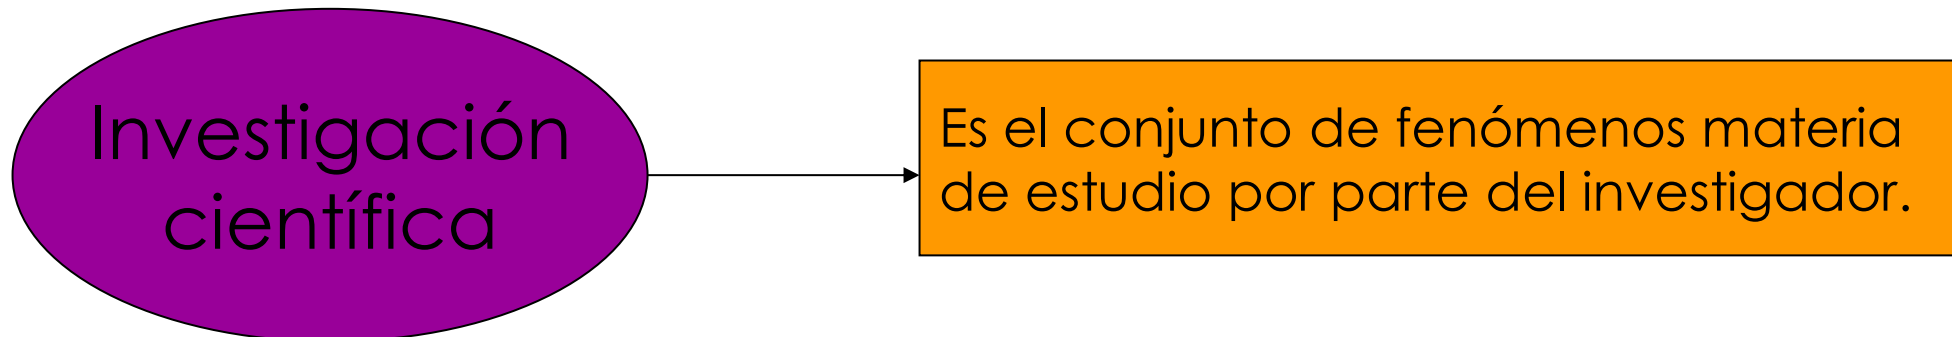 Investigación
científica
Es el conjunto de fenómenos materia
de estudio por parte del investigador.